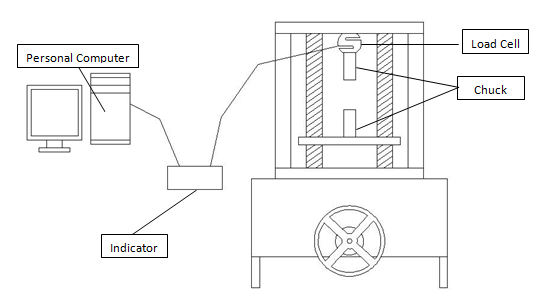 Personal Computer
Load Cell
Chuck
Indicator